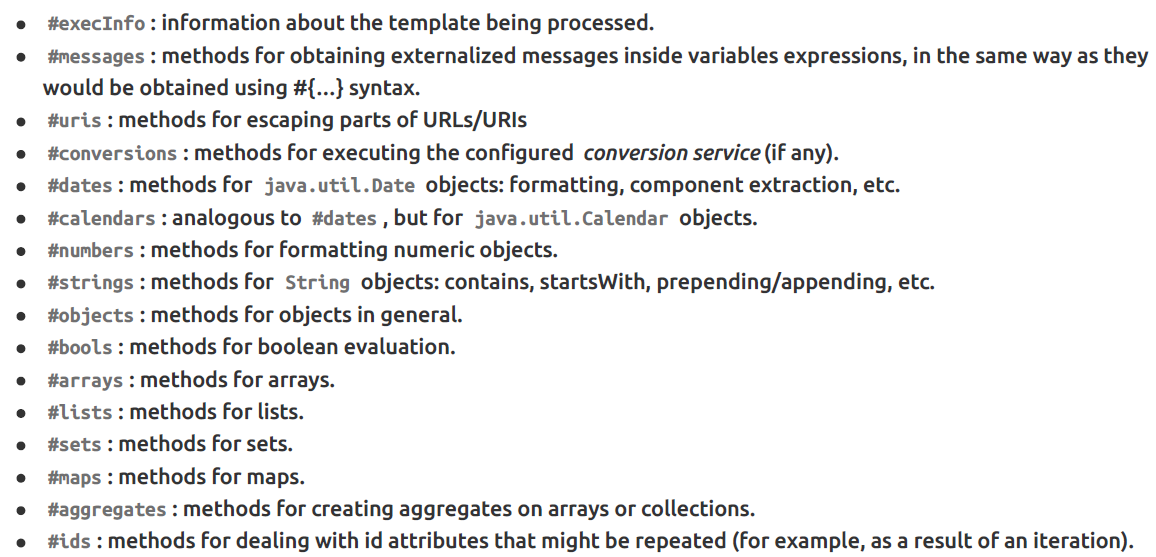 • #execInfo : information about the template being processed.
• #messages : methods for obtaining externalized messages inside variables expressions, in the same way as they
would be obtained using #{…} syntax.
• #uris : methods for escaping parts of URLs/URIs
• #conversions : methods for executing the configured conversion service (if any).
• #dates : methods for java.util.Date objects: formatting, component extraction, etc.
• #calendars : analogous to #dates , but for java.util.Calendar objects.
• #numbers : methods for formatting numeric objects.
• #strings : methods for String objects: contains, startsWith, prepending/appending, etc.
• #objects : methods for objects in general.
• #bools : methods for boolean evaluation.
• #arrays : methods for arrays.
• #lists : methods for lists.
• #sets : methods for sets.
• #maps : methods for maps.
• #aggregates : methods for creating aggregates on arrays or collections.
• #ids : methods for dealing with id attributes that might be repeated (for example, as a result of an iteration).